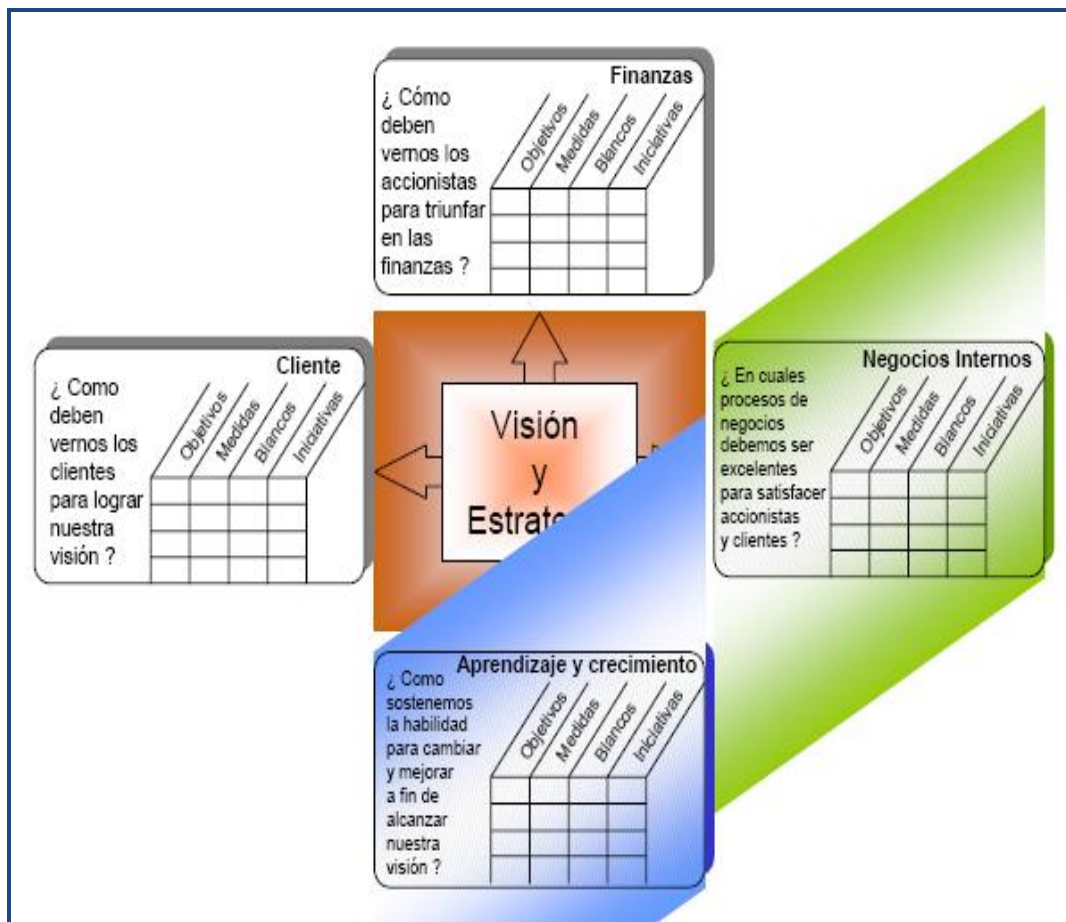 Finanzas
¿ Cómo
deben
vernos los
accionistas
para triunfar
en las
finanzas ?
Objetivos
Medidas
Blancos
Iniciativas
Cliente
¿ Como
deben
vernos los
clientes
para lograr
nuestra
visión ?
Objetivos
Medidas
Blancos
Iniciativas
Visión
y
Estrate
Negocios Internos
¿ En cuales
procesos de
negocios
debemos ser
excelentes
para satisfacer
accionistas
y clientes ?
Objetivos
Medidas
Blancos
Iniciativas
Aprendizaje y crecimiento
¿ Como
sostenemos
la habilidad
para cambiar
y mejorar
a fin de
alcanzar
nuestra
visión ?
Objetivos
Medidas
Blancos
Iniciativas